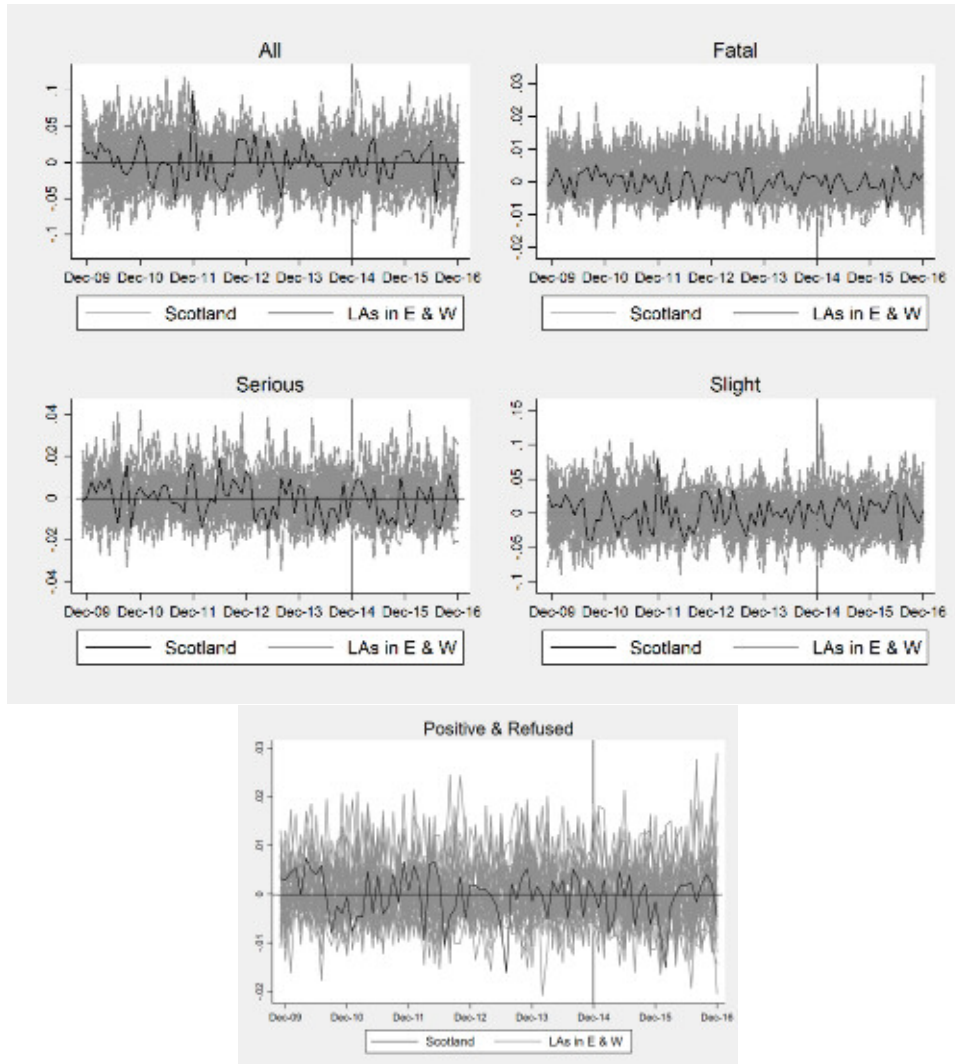 All
.1
.05
0
-.05
-.1
Dec-09 Dec-10 Dec-11 Dec-12 Dec-13 Dec-14 Dec-15 Dec-16
Scotland LAs in E & W
Fatal
.03
.02
.01
0
-.01
-.02
Dec-09 Dec-10 Dec-11 Dec-12 Dec-13 Dec-14 Dec-15 Dec-16
Scotland LAs in E & W
Serious
.04
.02
0
-.02
-.04
Dec-09 Dec-10 Dec-11 Dec-12 Dec-13 Dec-14 Dec-15 Dec-16
Scotland LAs in E & W
Slight
.15
.1
.05
0
-.05
-.1
Dec-09 Dec-10 Dec-11 Dec-12 Dec-13 Dec-14 Dec-15 Dec-16
Scotland LAs in E & W
Positive & Refused
.03
.02
.01
0
-.01
-.02
Dec-09 Dec-10 Dec-11 Dec-12 Dec-13 Dec-14 Dec-15 Dec-16
Scotland LAs in E & W